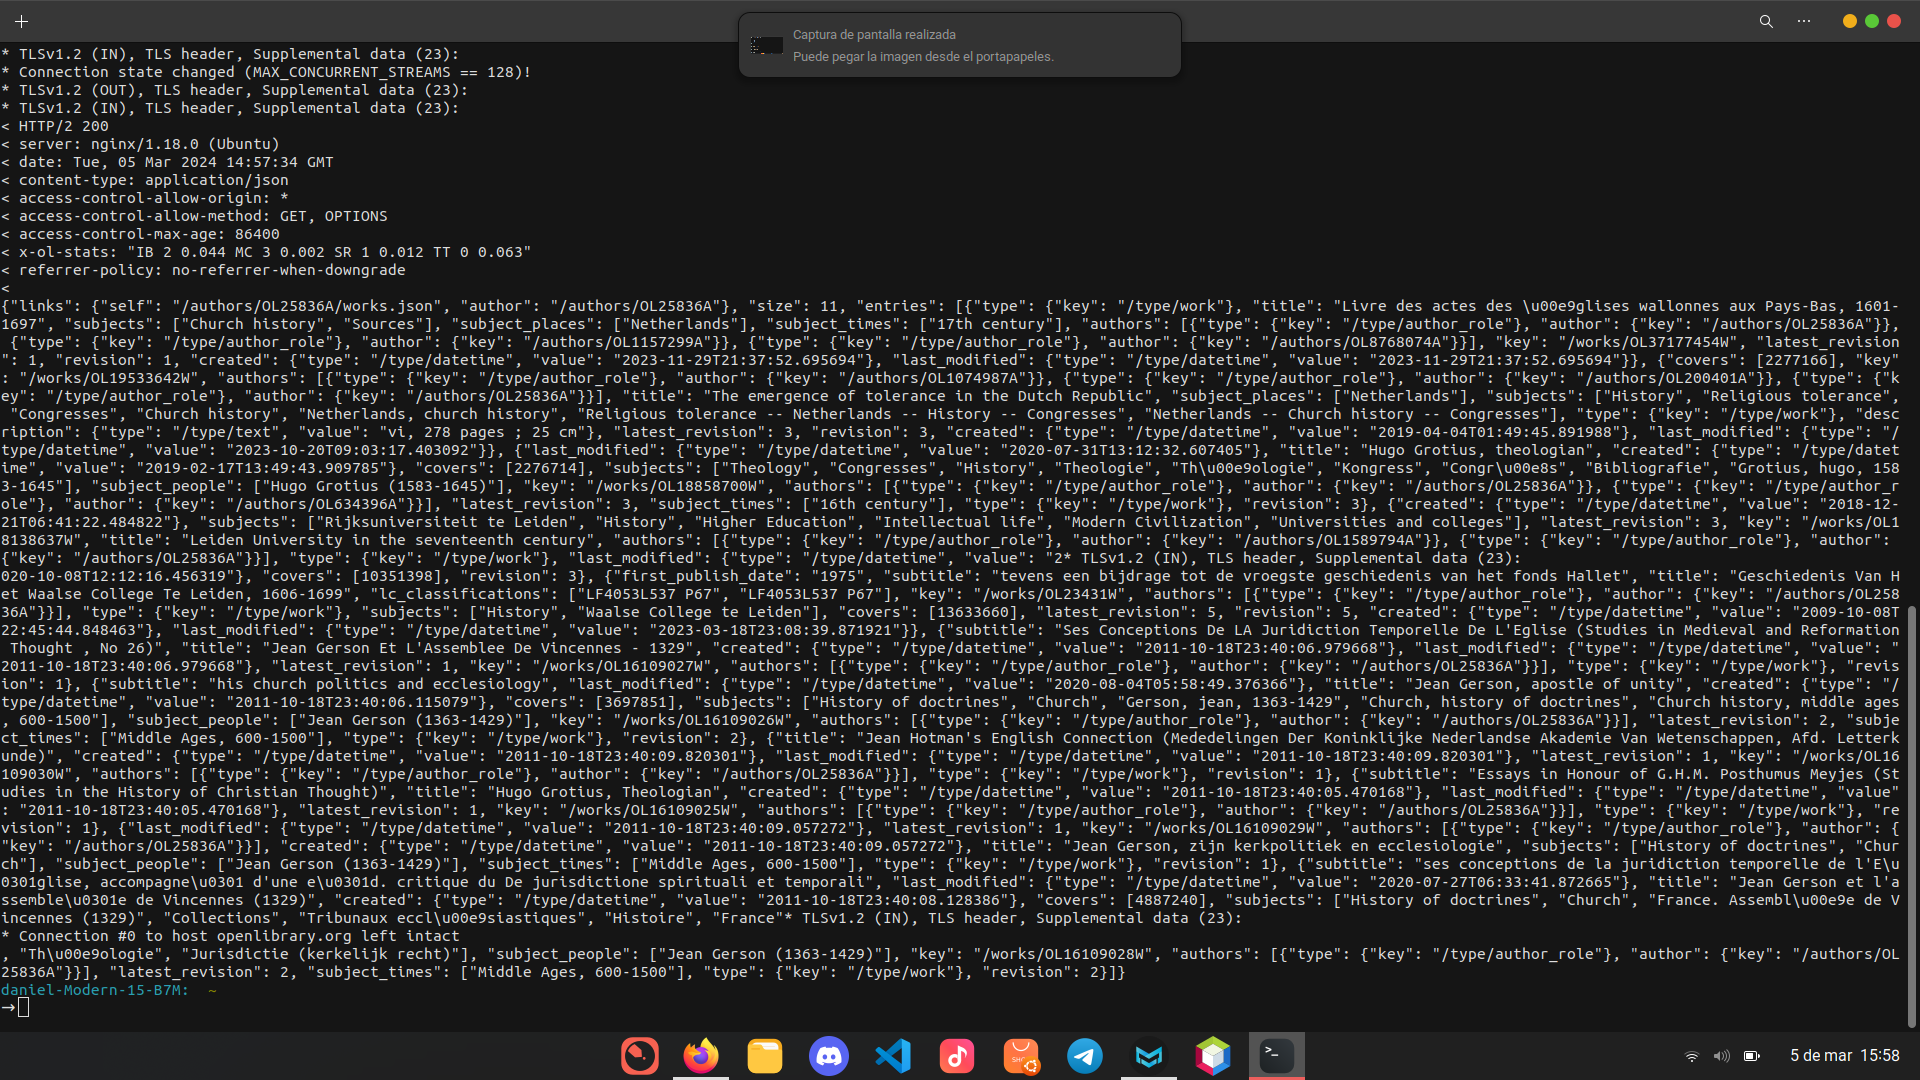 Captura de pantalla realizada
Puede pegar la imagen desde el portapapeles.
* TLSv1.2 (IN), TLS header, Supplemental data (23):
* Connection state changed (MAX_CONCURRENT_STREAMS == 128)!
* TLSv1.2 (OUT), TLS header, Supplemental data (23):
* TLSv1.2 (IN), TLS header, Supplemental data (23):
< HTTP/2 200
< server: nginx/1.18.0 (Ubuntu)
< date: Tue, 05 Mar 2024 14:57:34 GMT
< content-type: application/json
< access-control-allow-origin: *
< access-control-allow-method: GET, OPTIONS
< access-control-max-age: 86400
< x-ol-stats: "IB 2 0.044 MC 3 0.002 SR 1 0.012 TT 0 0.063"
< referrer-policy: no-referrer-when-downgrade
<
{"links": {"self": "/authors/OL25836A/works.json", "author": "/authors/OL25836A"}, "size": 11, "entries": [{"type": {"key": "/type/work"}, "title": "Livre des actes des \u00e9glises wallonnes aux Pays-Bas, 1601-
1697", "subjects": ["Church history", "Sources"], "subject_places": ["Netherlands"], "subject_times": ["17th century"], "authors": [{"type": {"key": "/type/author_role"}, "author": {"key": "/authors/OL25836A"}},
 {"type": {"key": "/type/author_role"}, "author": {"key": "/authors/OL1157299A"}}, {"type": {"key": "/type/author_role"}, "author": {"key": "/authors/OL8768074A"}}], "key": "/works/OL37177454W", "latest_revision
": 1, "revision": 1, "created": {"type": "/type/datetime", "value": "2023-11-29T21:37:52.695694"}, "last_modified": {"type": "/type/datetime", "value": "2023-11-29T21:37:52.695694"}}, {"covers": [2277166], "key"
: "/works/OL19533642W", "authors": [{"type": {"key": "/type/author_role"}, "author": {"key": "/authors/OL1074987A"}}, {"type": {"key": "/type/author_role"}, "author": {"key": "/authors/OL200401A"}}, {"type": {"k
ey": "/type/author_role"}, "author": {"key": "/authors/OL25836A"}}], "title": "The emergence of tolerance in the Dutch Republic", "subject_places": ["Netherlands"], "subjects": ["History", "Religious tolerance",
 "Congresses", "Church history", "Netherlands, church history", "Religious tolerance -- Netherlands -- History -- Congresses", "Netherlands -- Church history -- Congresses"], "type": {"key": "/type/work"}, "desc
ription": {"type": "/type/text", "value": "vi, 278 pages ; 25 cm"}, "latest_revision": 3, "revision": 3, "created": {"type": "/type/datetime", "value": "2019-04-04T01:49:45.891988"}, "last_modified": {"type": "/
type/datetime", "value": "2023-10-20T09:03:17.403092"}}, {"last_modified": {"type": "/type/datetime", "value": "2020-07-31T13:12:32.607405"}, "title": "Hugo Grotius, theologian", "created": {"type": "/type/datet
ime", "value": "2019-02-17T13:49:43.909785"}, "covers": [2276714], "subjects": ["Theology", "Congresses", "History", "Theologie", "Th\u00e9ologie", "Kongress", "Congr\u00e8s", "Bibliografie", "Grotius, hugo, 158
3-1645"], "subject_people": ["Hugo Grotius (1583-1645)"], "key": "/works/OL18858700W", "authors": [{"type": {"key": "/type/author_role"}, "author": {"key": "/authors/OL25836A"}}, {"type": {"key": "/type/author_r
ole"}, "author": {"key": "/authors/OL634396A"}}], "latest_revision": 3, "subject_times": ["16th century"], "type": {"key": "/type/work"}, "revision": 3}, {"created": {"type": "/type/datetime", "value": "2018-12-
21T06:41:22.484822"}, "subjects": ["Rijksuniversiteit te Leiden", "History", "Higher Education", "Intellectual life", "Modern Civilization", "Universities and colleges"], "latest_revision": 3, "key": "/works/OL1
8138637W", "title": "Leiden University in the seventeenth century", "authors": [{"type": {"key": "/type/author_role"}, "author": {"key": "/authors/OL1589794A"}}, {"type": {"key": "/type/author_role"}, "author":
{"key": "/authors/OL25836A"}}], "type": {"key": "/type/work"}, "last_modified": {"type": "/type/datetime", "value": "2* TLSv1.2 (IN), TLS header, Supplemental data (23):
020-10-08T12:12:16.456319"}, "covers": [10351398], "revision": 3}, {"first_publish_date": "1975", "subtitle": "tevens een bijdrage tot de vroegste geschiedenis van het fonds Hallet", "title": "Geschiedenis Van H
et Waalse College Te Leiden, 1606-1699", "lc_classifications": ["LF4053L537 P67", "LF4053L537 P67"], "key": "/works/OL23431W", "authors": [{"type": {"key": "/type/author_role"}, "author": {"key": "/authors/OL258
36A"}}], "type": {"key": "/type/work"}, "subjects": ["History", "Waalse College te Leiden"], "covers": [13633660], "latest_revision": 5, "revision": 5, "created": {"type": "/type/datetime", "value": "2009-10-08T
22:45:44.848463"}, "last_modified": {"type": "/type/datetime", "value": "2023-03-18T23:08:39.871921"}}, {"subtitle": "Ses Conceptions De LA Juridiction Temporelle De L'Eglise (Studies in Medieval and Reformation
 Thought , No 26)", "title": "Jean Gerson Et L'Assemblee De Vincennes - 1329", "created": {"type": "/type/datetime", "value": "2011-10-18T23:40:06.979668"}, "last_modified": {"type": "/type/datetime", "value": "
2011-10-18T23:40:06.979668"}, "latest_revision": 1, "key": "/works/OL16109027W", "authors": [{"type": {"key": "/type/author_role"}, "author": {"key": "/authors/OL25836A"}}], "type": {"key": "/type/work"}, "revis
ion": 1}, {"subtitle": "his church politics and ecclesiology", "last_modified": {"type": "/type/datetime", "value": "2020-08-04T05:58:49.376366"}, "title": "Jean Gerson, apostle of unity", "created": {"type": "/
type/datetime", "value": "2011-10-18T23:40:06.115079"}, "covers": [3697851], "subjects": ["History of doctrines", "Church", "Gerson, jean, 1363-1429", "Church, history of doctrines", "Church history, middle ages
, 600-1500"], "subject_people": ["Jean Gerson (1363-1429)"], "key": "/works/OL16109026W", "authors": [{"type": {"key": "/type/author_role"}, "author": {"key": "/authors/OL25836A"}}], "latest_revision": 2, "subje
ct_times": ["Middle Ages, 600-1500"], "type": {"key": "/type/work"}, "revision": 2}, {"title": "Jean Hotman's English Connection (Mededelingen Der Koninklijke Nederlandse Akademie Van Wetenschappen, Afd. Letterk
unde)", "created": {"type": "/type/datetime", "value": "2011-10-18T23:40:09.820301"}, "last_modified": {"type": "/type/datetime", "value": "2011-10-18T23:40:09.820301"}, "latest_revision": 1, "key": "/works/OL16
109030W", "authors": [{"type": {"key": "/type/author_role"}, "author": {"key": "/authors/OL25836A"}}], "type": {"key": "/type/work"}, "revision": 1}, {"subtitle": "Essays in Honour of G.H.M. Posthumus Meyjes (St
udies in the History of Christian Thought)", "title": "Hugo Grotius, Theologian", "created": {"type": "/type/datetime", "value": "2011-10-18T23:40:05.470168"}, "last_modified": {"type": "/type/datetime", "value"
: "2011-10-18T23:40:05.470168"}, "latest_revision": 1, "key": "/works/OL16109025W", "authors": [{"type": {"key": "/type/author_role"}, "author": {"key": "/authors/OL25836A"}}], "type": {"key": "/type/work"}, "re
vision": 1}, {"last_modified": {"type": "/type/datetime", "value": "2011-10-18T23:40:09.057272"}, "latest_revision": 1, "key": "/works/OL16109029W", "authors": [{"type": {"key": "/type/author_role"}, "author": {
"key": "/authors/OL25836A"}}], "created": {"type": "/type/datetime", "value": "2011-10-18T23:40:09.057272"}, "title": "Jean Gerson, zijn kerkpolitiek en ecclesiologie", "subjects": ["History of doctrines", "Chur
ch"], "subject_people": ["Jean Gerson (1363-1429)"], "subject_times": ["Middle Ages, 600-1500"], "type": {"key": "/type/work"}, "revision": 1}, {"subtitle": "ses conceptions de la juridiction temporelle de l'E\u
0301glise, accompagne\u0301 d'une e\u0301d. critique du De jurisdictione spirituali et temporali", "last_modified": {"type": "/type/datetime", "value": "2020-07-27T06:33:41.872665"}, "title": "Jean Gerson et l'a
ssemble\u0301e de Vincennes (1329)", "created": {"type": "/type/datetime", "value": "2011-10-18T23:40:08.128386"}, "covers": [4887240], "subjects": ["History of doctrines", "Church", "France. Assembl\u00e9e de V
incennes (1329)", "Collections", "Tribunaux eccl\u00e9siastiques", "Histoire", "France"* TLSv1.2 (IN), TLS header, Supplemental data (23):
* Connection #0 to host openlibrary.org left intact
, "Th\u00e9ologie", "Jurisdictie (kerkelijk recht)"], "subject_people": ["Jean Gerson (1363-1429)"], "key": "/works/OL16109028W", "authors": [{"type": {"key": "/type/author_role"}, "author": {"key": "/authors/OL
25836A"}}], "latest_revision": 2, "subject_times": ["Middle Ages, 600-1500"], "type": {"key": "/type/work"}, "revision": 2}]}
daniel-Modern-15-B7M:  ~
→
5 de mar 15:58